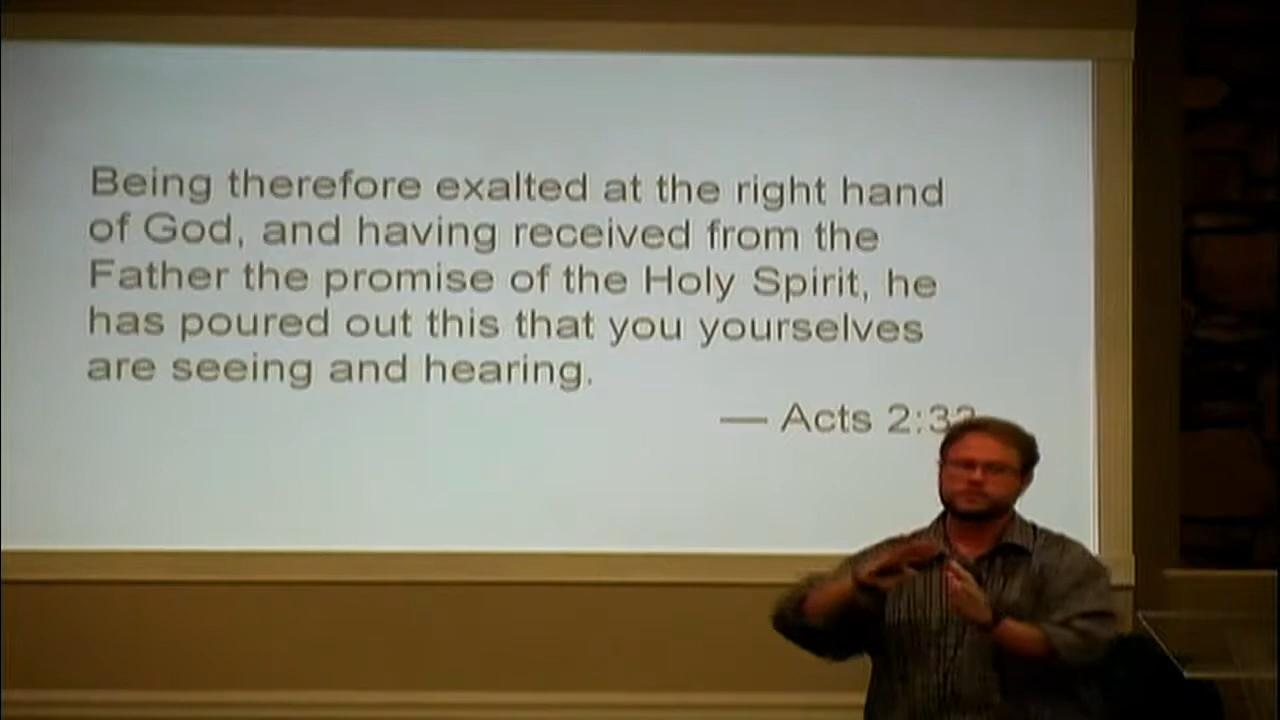 Being therefore exalted at the right hand
of God, and having received from the
Father the promise of the Holy Spirit, he
has poured out this that you yourselves
are seeing and hearing.
— Acts 2:33